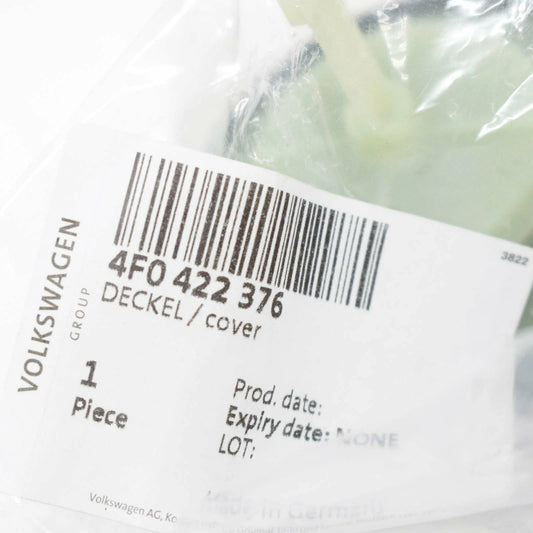 VOLKSWAGEN
GROUP
3822
4F0 422 376
DECKEL / cover
1
Piece
Prod. date:
Expiry date: NONE
LOT:
Made in Germany
Volkswagen AG,